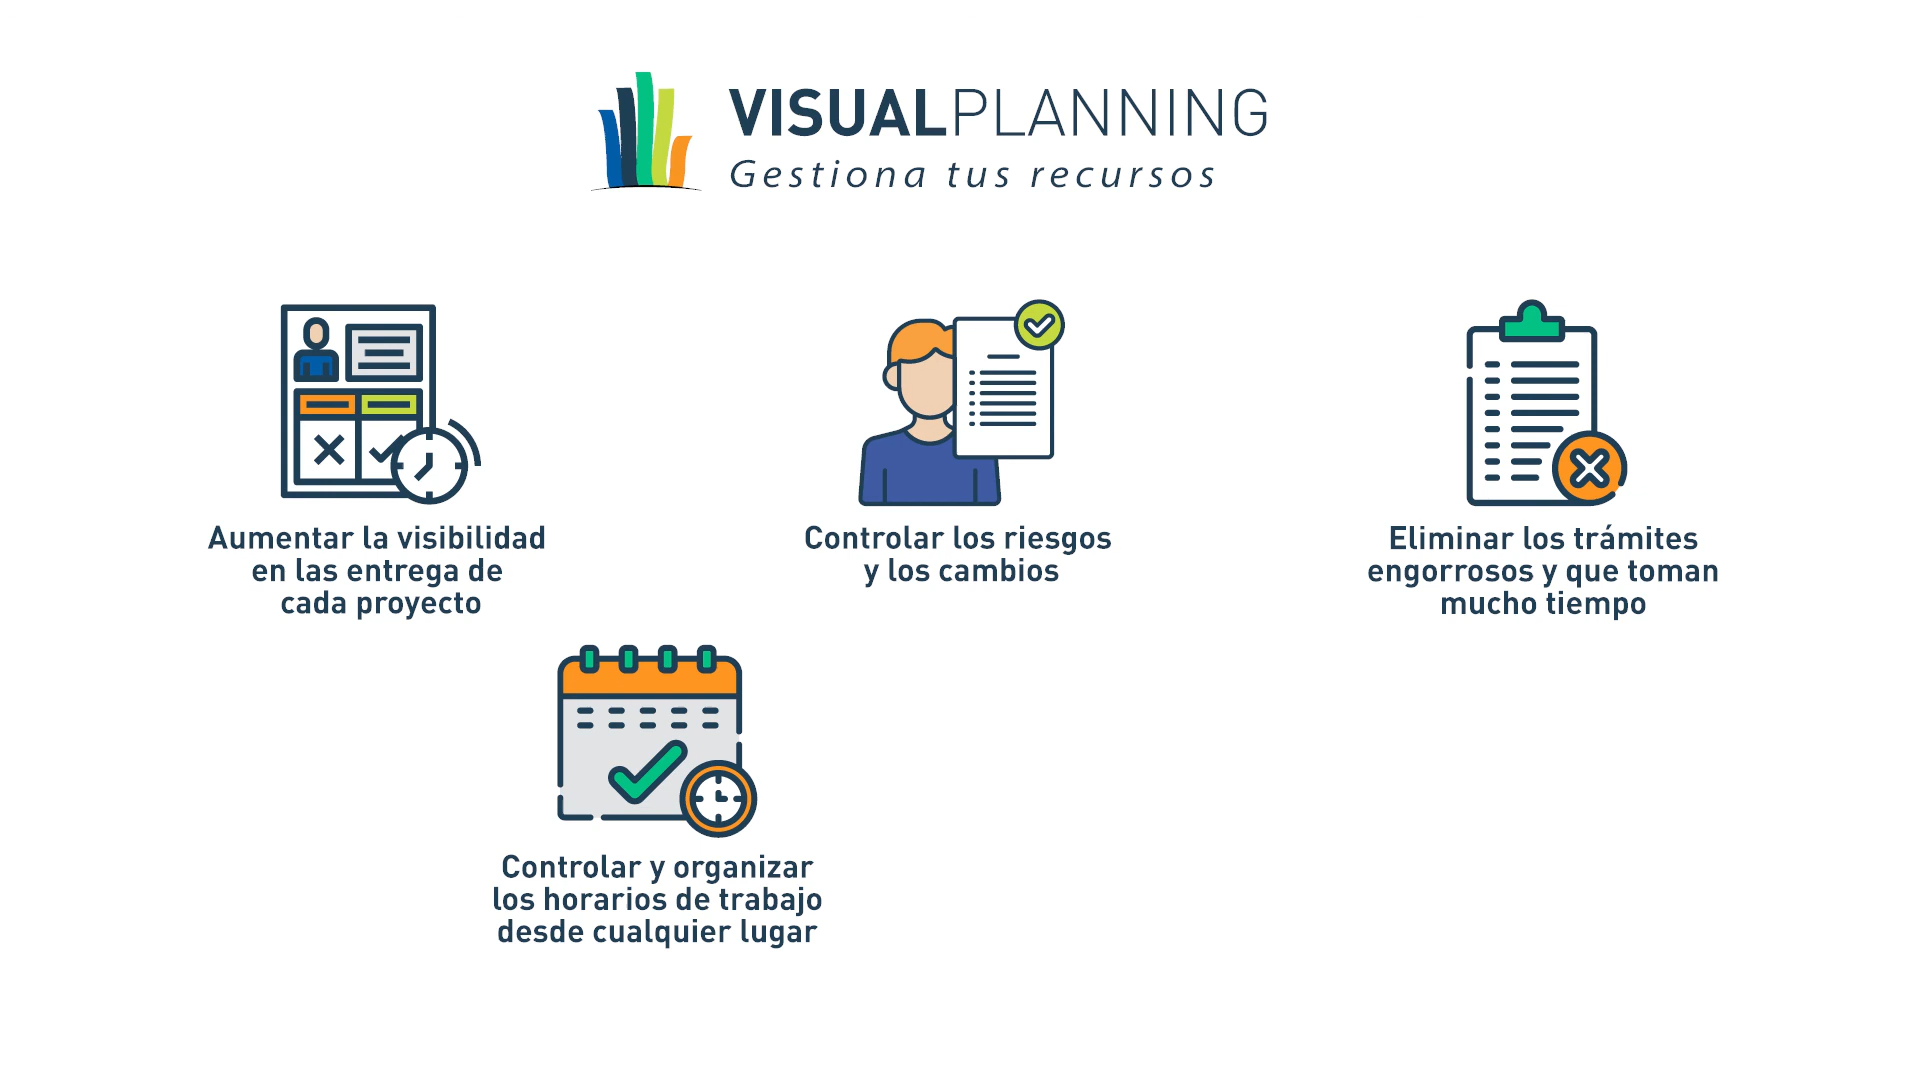 VISUALPLANNING
Gestiona tus recursos
Aumentar la visibilidad
en las entrega de
cada proyecto
Controlar los riesgos
y los cambios
Eliminar los trámites
engorrosos y que toman
mucho tiempo
Controlar y organizar
los horarios de trabajo
desde cualquier lugar